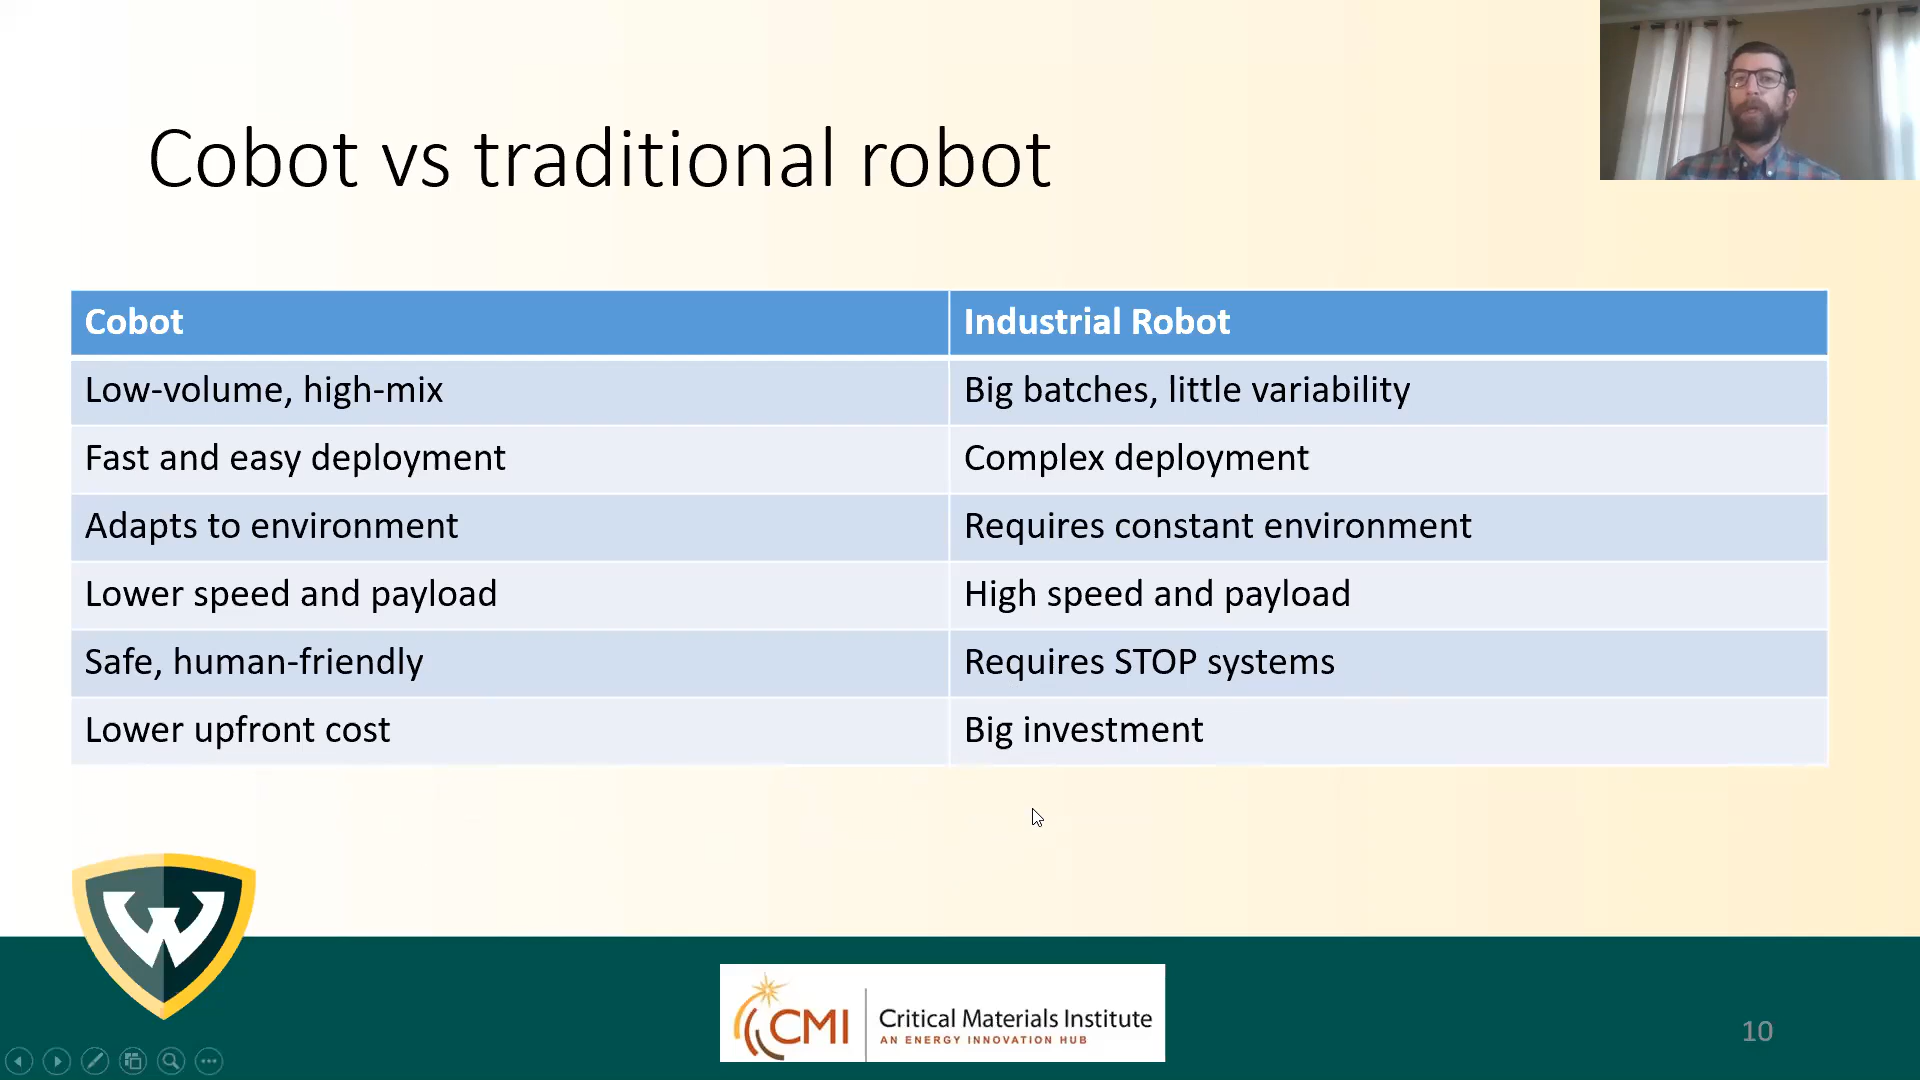 Cobot vs traditional robot
Cobot Industrial Robot
Low-volume, high-mix Big batches, little variability
Fast and easy deployment Complex deployment
Adapts to environment Requires constant environment
Lower speed and payload High speed and payload
Safe, human-friendly Requires STOP systems
Lower upfront cost Big investment
W
CMI Critical Materials Institute
AN ENERGY INNOVATION HUB
10